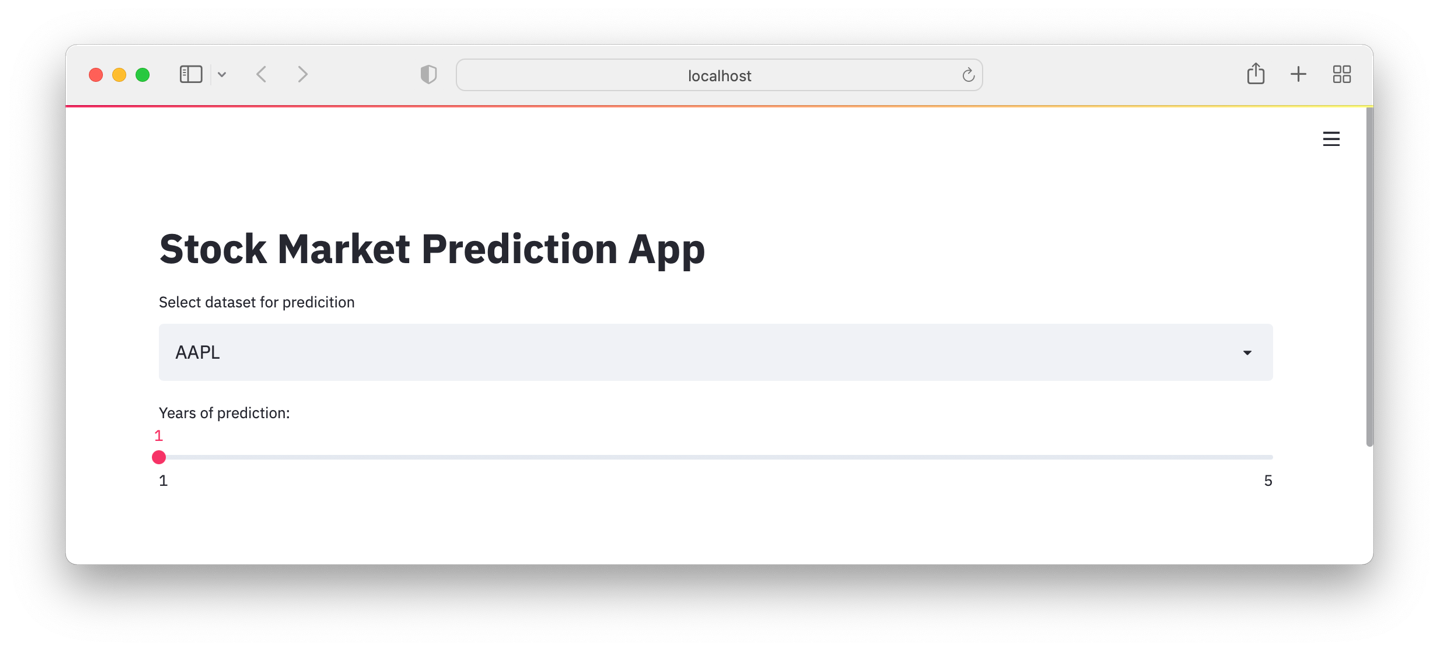 localhost
Stock Market Prediction App
Select dataset for predicition
AAPL
Years of prediction:
1
1 5